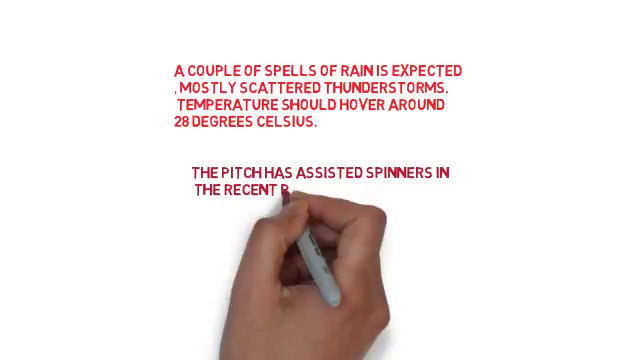 A COUPLE OF SPELLS OF RAIN IS EXPECTED
, MOSTLY SCATTERED THUNDERSTORMS.
TEMPERATURE SHOULD HOVER AROUND
28 DEGREES CELSIUS.
THE PITCH HAS ASSISTED SPINNERS IN
THE RECENT